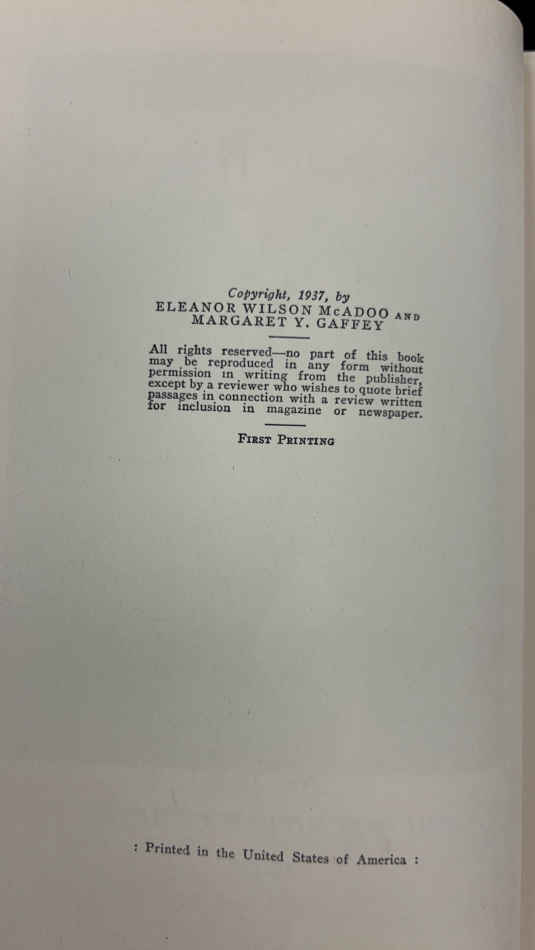 Copyright, 1937, by
ELEANOR WILSON McADOO AND
MARGARET Y. GAFFEY
All rights reserved—no part of this book
may be reproduced in any form without
permission in writing from the publisher,
except by a reviewer who wishes to quote brief
passages in connection with a review written
for inclusion in magazine or newspaper.
FIRST PRINTING
: Printed in the United States of America :